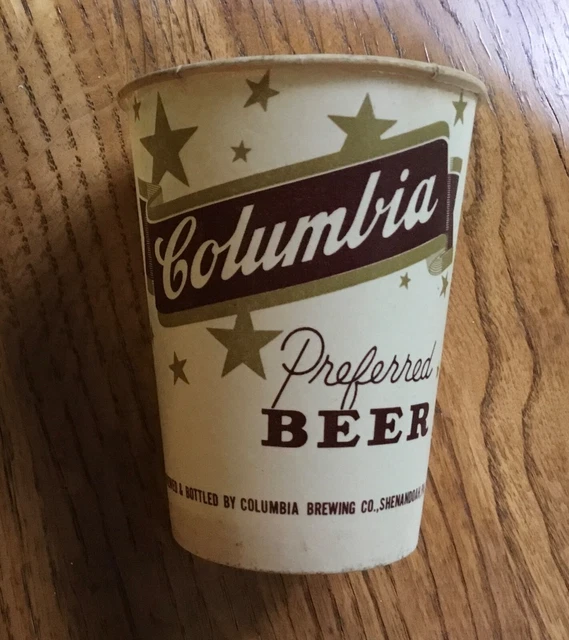 Columbia
Preferred
BEER
& BOTTLED BY COLUMBIA BREWING CO., SHENANDOAH,